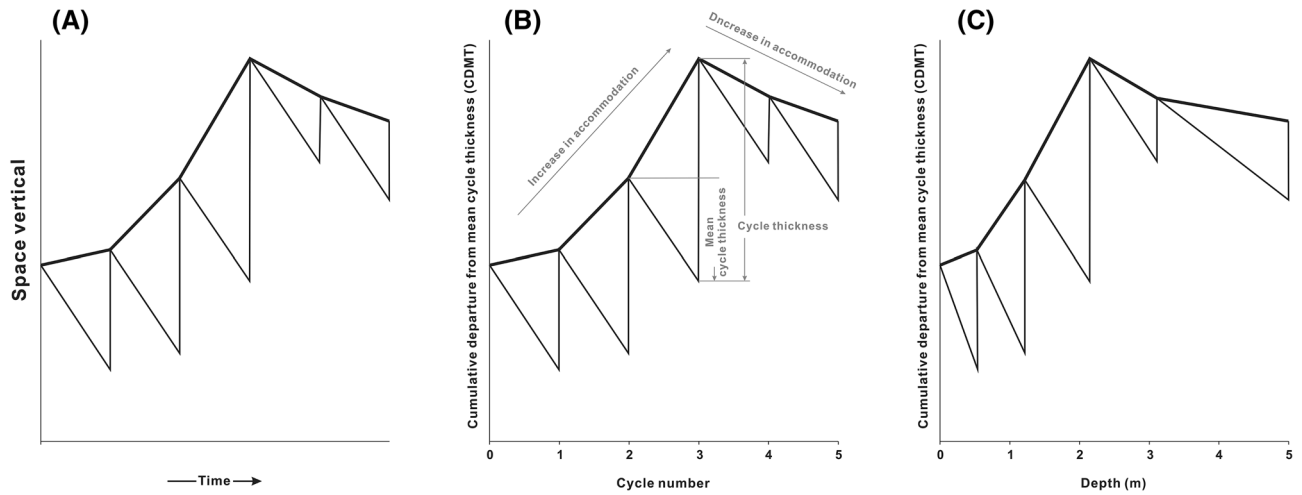 (A)
Space vertical
Time
(B)
Cumulative departure from mean cycle thickness (CDMT)
Increase in accommodation
Dncrease in accommodation
Mean
cycle thickness
Cycle thickness
0 1 2 3 4 5
Cycle number
(C)
Cumulative departure from mean cycle thickness (CDMT)
0 1 2 3 4 5
Depth (m)